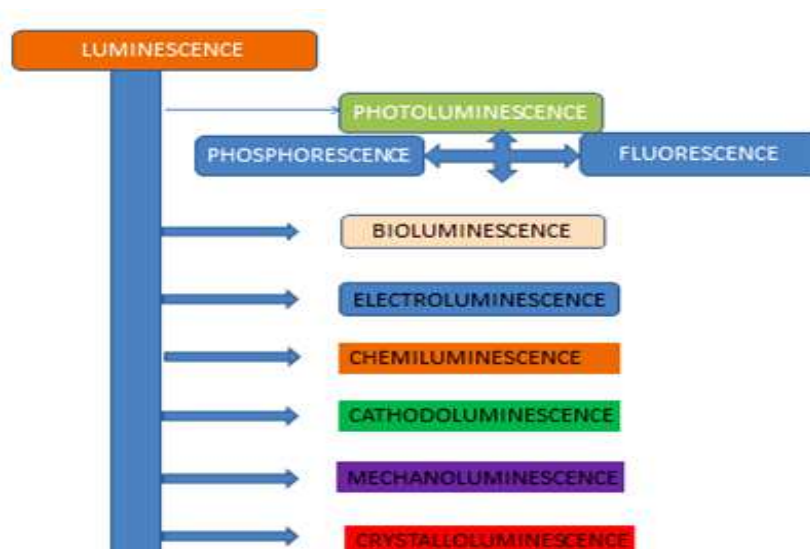 LUMINESCENCE
PHOTOLUMINESCENCE
PHOSPHORESCENCE
FLUORESCENCE
BIOLUMINESCENCE
ELECTROLUMINESCENCE
CHEMILUMINESCENCE
CATHODOLUMINESCENCE
MECHANOLUMINESCENCE
CRYSTALLOLUMINESCENCE